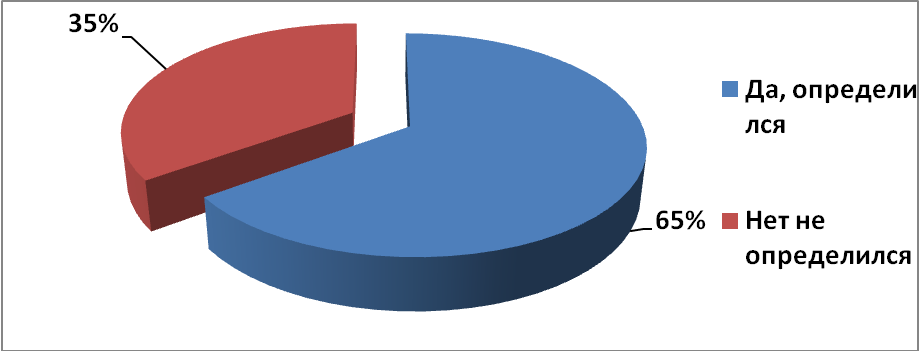 35%
Да, определи
лся
65%
Нет не
определился